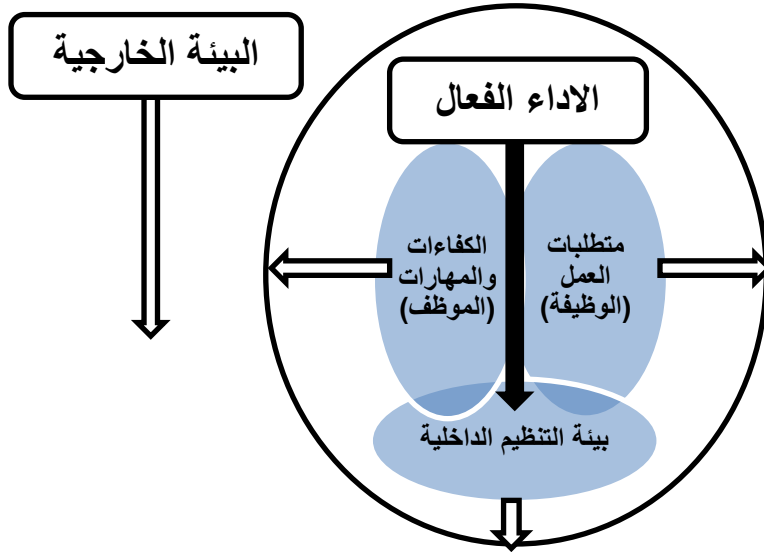 البيئة الخارجية
الاداء الفعال
متطلبات
العمل
(الوظيفة)
الكفاءات
والمهارات
(الموظف)
بيئة التنظيم الداخلية